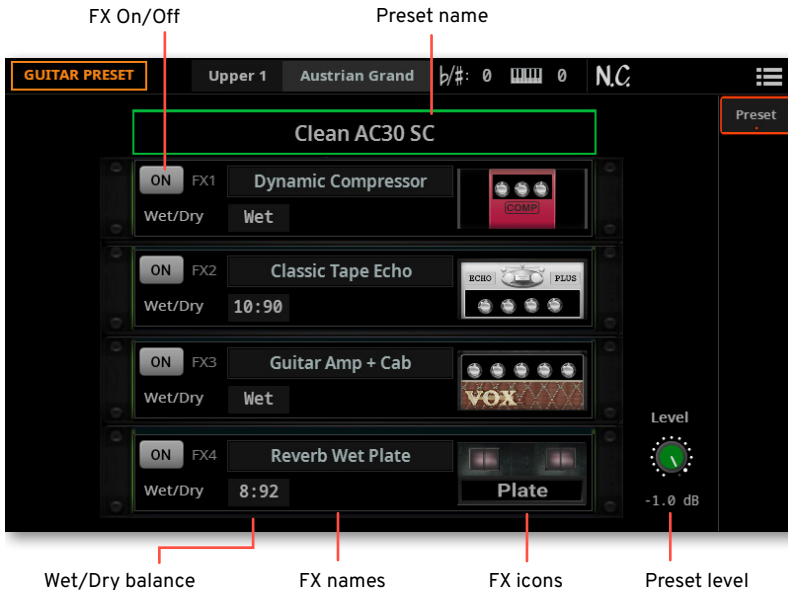 FX On/Off
Preset name
GUITAR PRESET
Upper 1
Austrian Grand
♭/#: 0
0
N.C.
Preset
Clean AC30 SC
ON FX1 Dynamic Compressor
COMP
Wet/Dry Wet
ON FX2 Classic Tape Echo
ECHO PLUS
Wet/Dry 10:90
ON FX3 Guitar Amp + Cab
Wet/Dry Wet
VOX
Level
ON FX4 Reverb Wet Plate
Wet/Dry 8:92
Plate
-1.0 dB
Wet/Dry balance
FX names
FX icons
Preset level